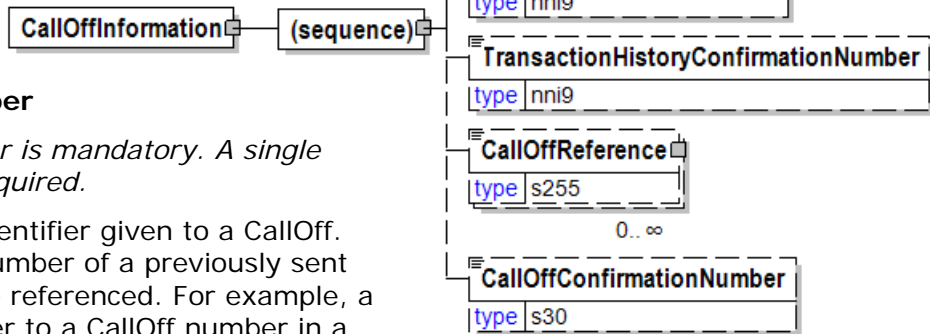 type nni9
CallOffInformation
(sequence)
TransactionHistoryConfirmationNumber
type nni9
CallOffReference
type s255
0..∞
CallOffConfirmationNumber
type s30
ber
r is mandatory. A single
quired.
entifier given to a CallOff.
umber of a previously sent
e referenced. For example, a
er to a CallOff number in a